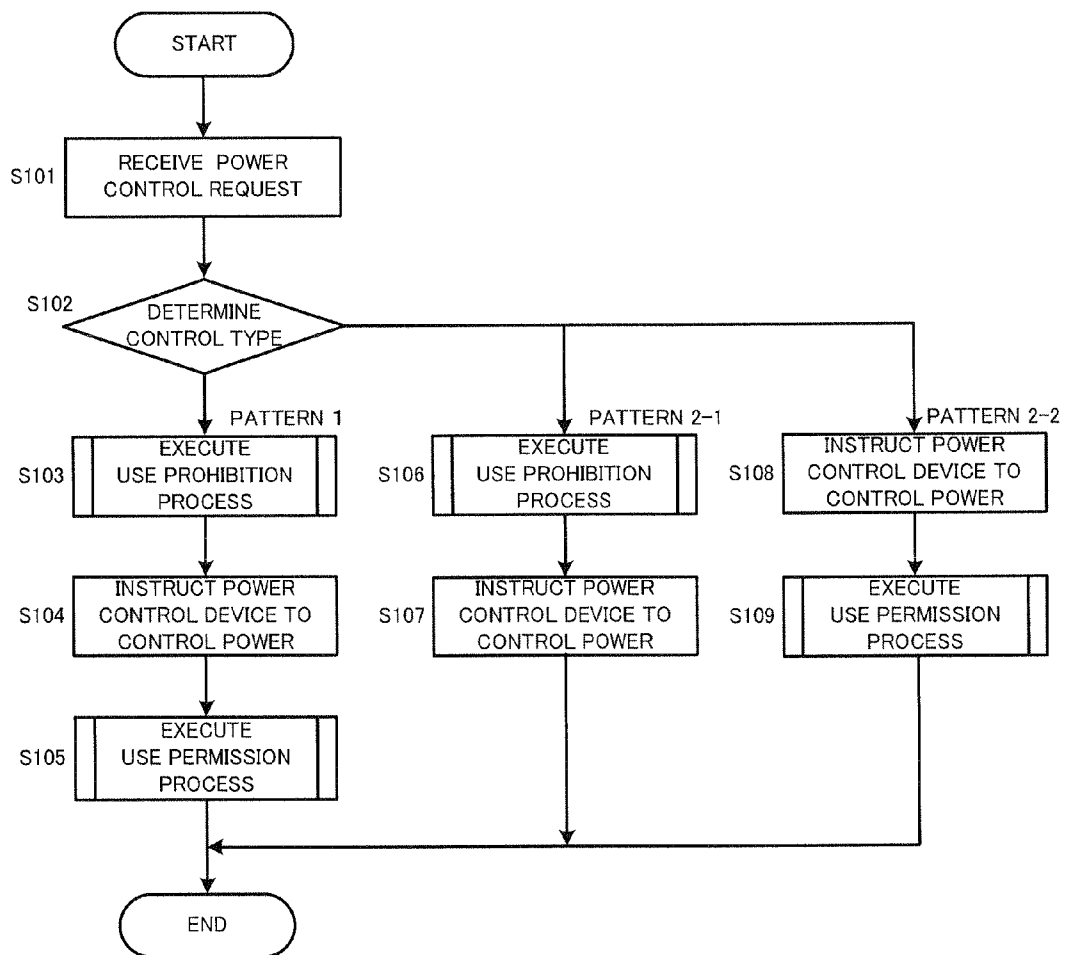 START
S101
RECEIVE POWER
CONTROL REQUEST
S102
DETERMINE
CONTROL TYPE
PATTERN 1
S103
EXECUTE
USE PROHIBITION
PROCESS
S104
INSTRUCT POWER
CONTROL DEVICE TO
CONTROL POWER
S105
EXECUTE
USE PERMISSION
PROCESS
PATTERN 2-1
S106
EXECUTE
USE PROHIBITION
PROCESS
S107
INSTRUCT POWER
CONTROL DEVICE TO
CONTROL POWER
PATTERN 2-2
S108
INSTRUCT POWER
CONTROL DEVICE TO
CONTROL POWER
S109
EXECUTE
USE PERMISSION
PROCESS
END